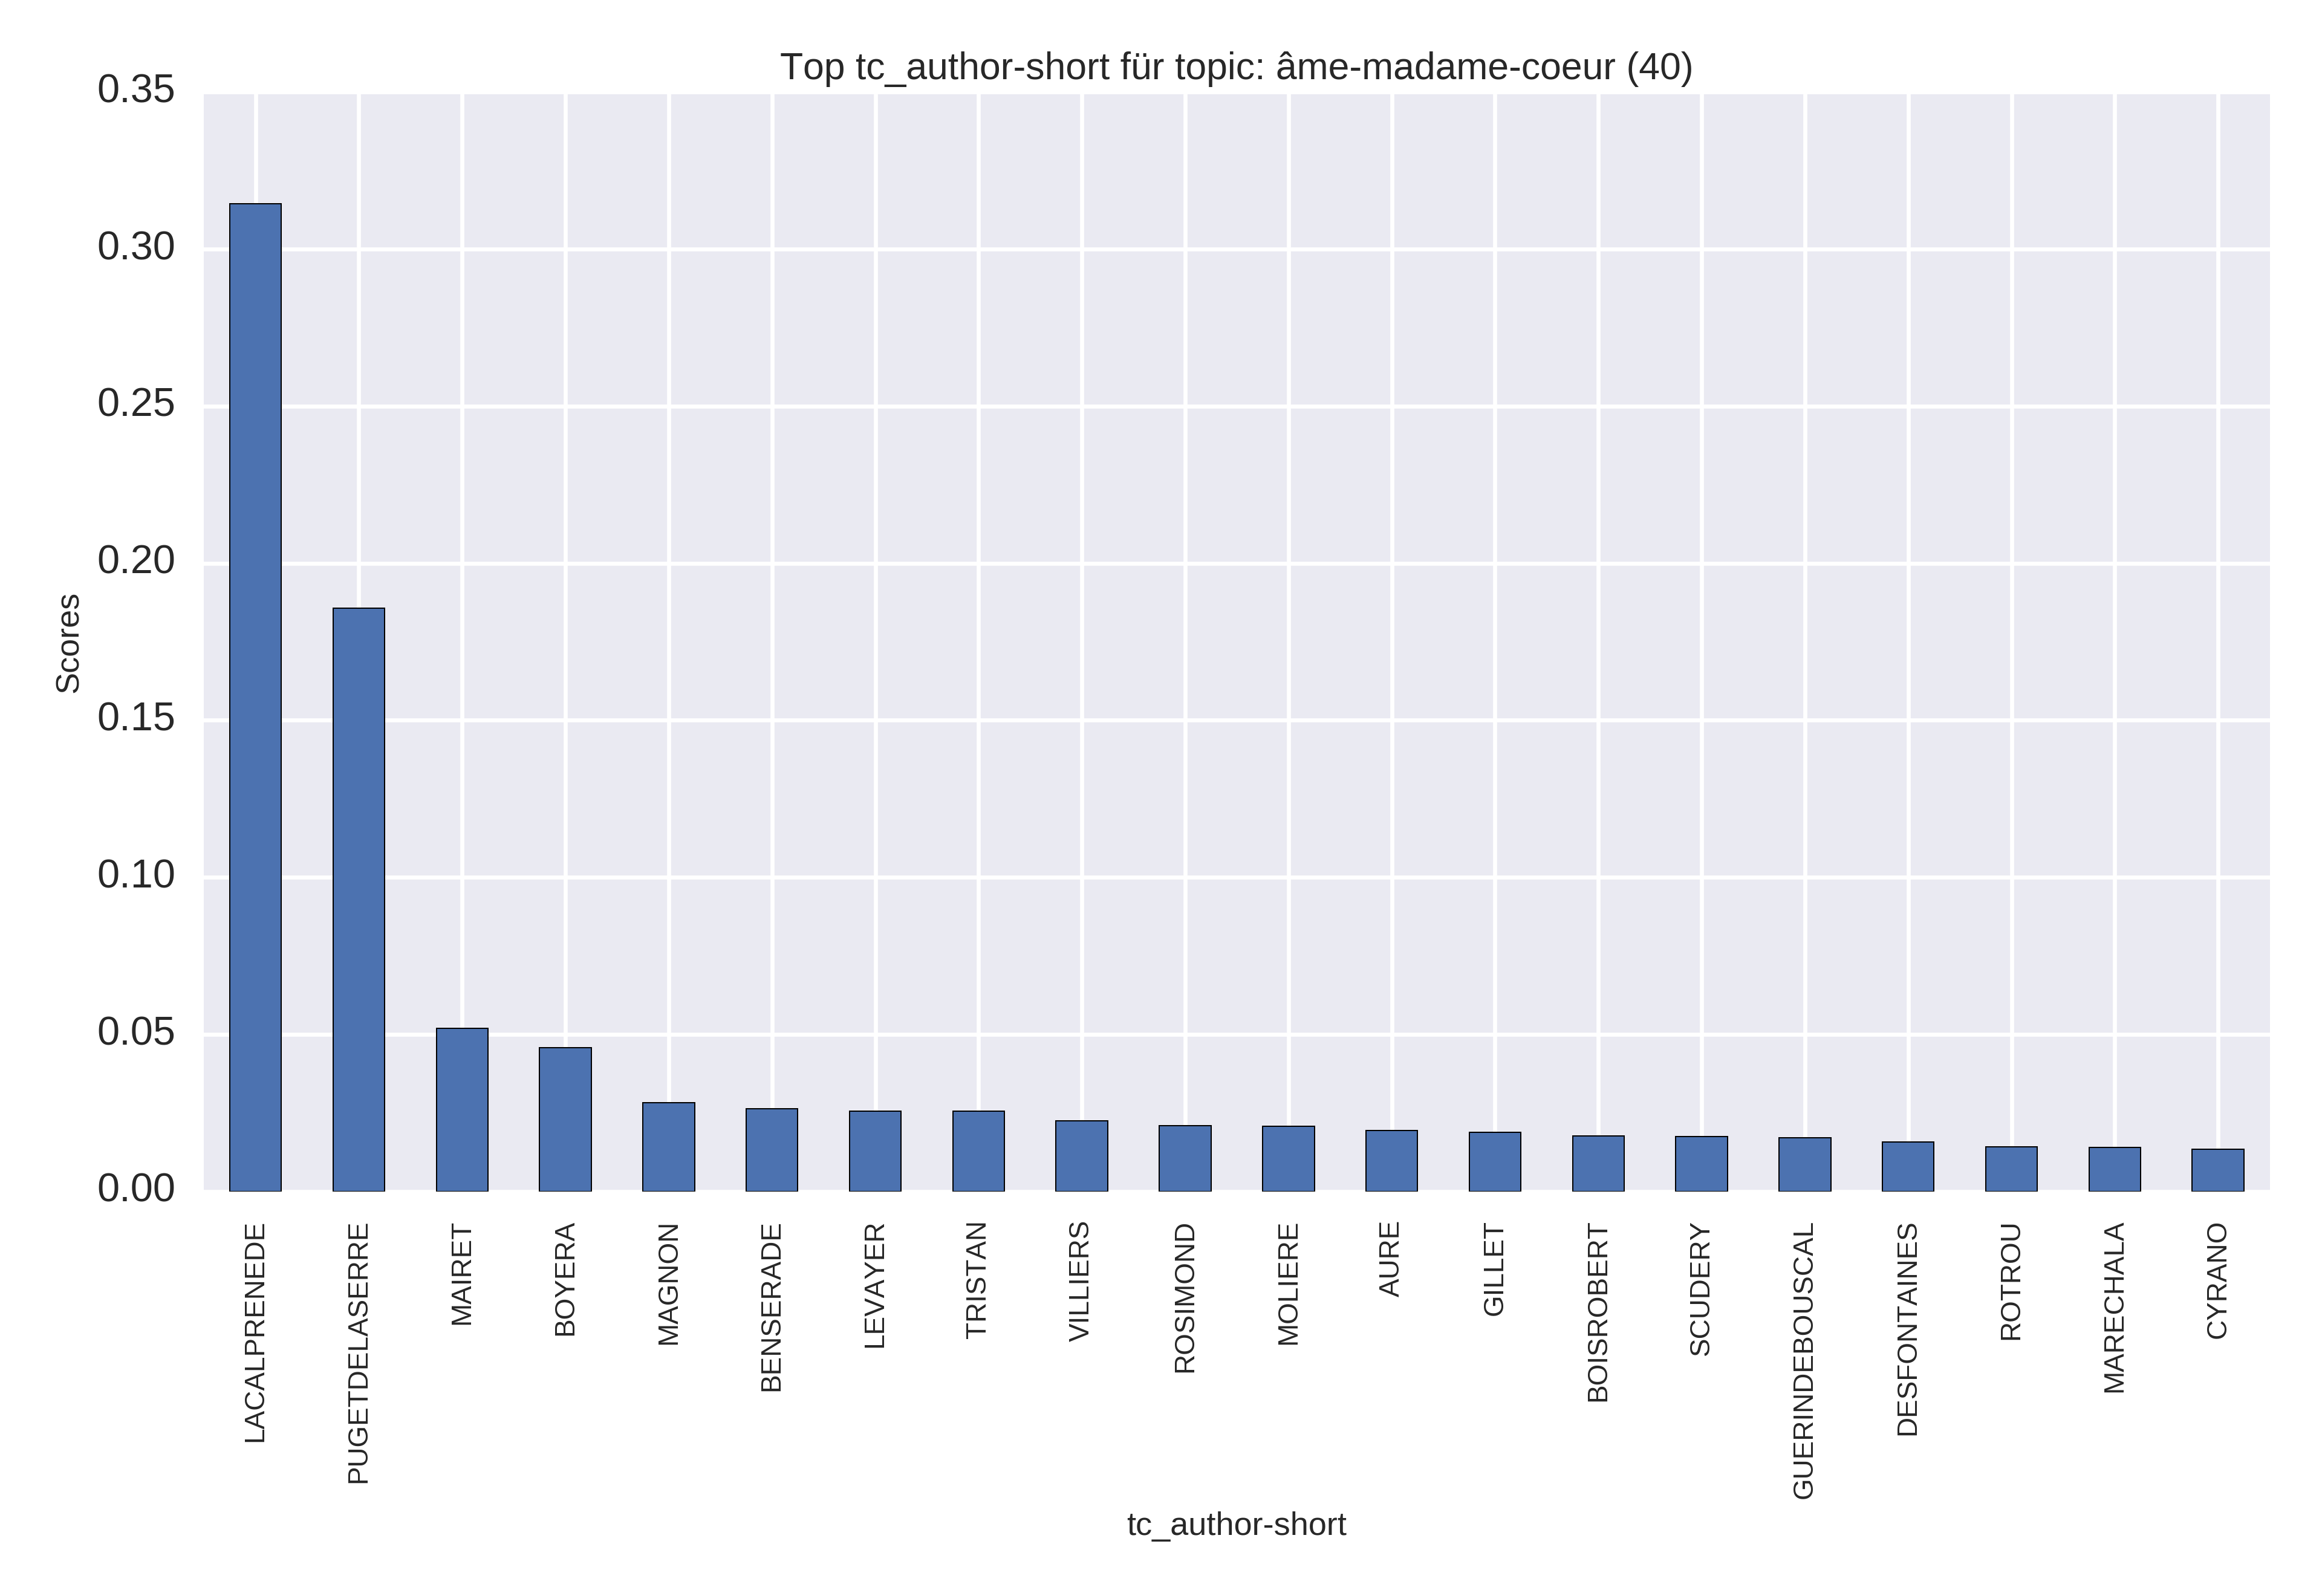 Top tc_author-short für topic: âme-madame-coeur (40)
0.35
0.30
0.25
0.20
0.15
0.10
0.05
0.00
Scores
LACALPRENEDE
PUGETDELASERRE
MAIRET
BOYERA
MAGNON
BENSERADE
LEVAYER
TRISTAN
VILLIERS
ROSIMOND
MOLIERE
AURE
GILLET
BOISROBERT
SCUDERY
GUERINDEBOUSCAL
DESFONTAINES
ROTROU
MARECHALA
CYRANO
tc_author-short